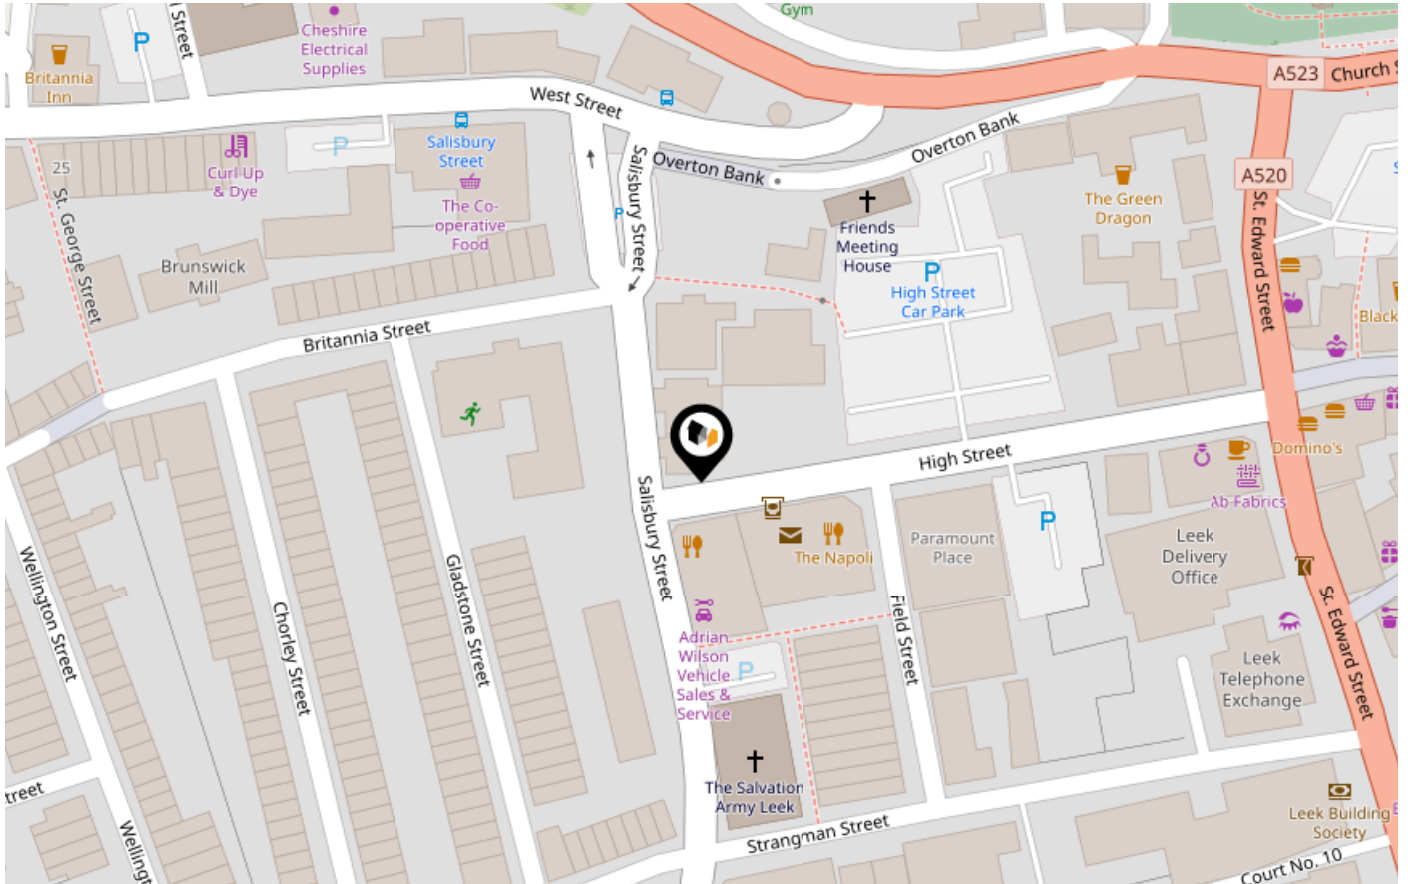 Gym
Street
P
Cheshire
Electrical
Supplies
Britannia
Inn
A523
Church S
West Street
P
Salisbury
Street
Curl Up
& Dye
25
St. George Street
The Co-
operative
Food
Salisbury Street
P
Overton Bank
Overton Bank
A520
The Green
Dragon
St. Edward Street
Friends
Meeting
House
Brunswick
Mill
P
High Street
Car Park
Black
Britannia Street
High Street
Domino's
Ab Fabrics
Salisbury Street
Paramount
Place
P
Leek
Delivery
Office
The Napoli
Wellington Street
Chorley Street
Gladstone Street
Field Street
St. Edward Street
Adrian
Wilson
Vehicle
Sales &
Service
P
Leek
Telephone
Exchange
The Salvation
Army Leek
treet
Wellingt
Strangman Street
Leek Building
Society
Court No. 10